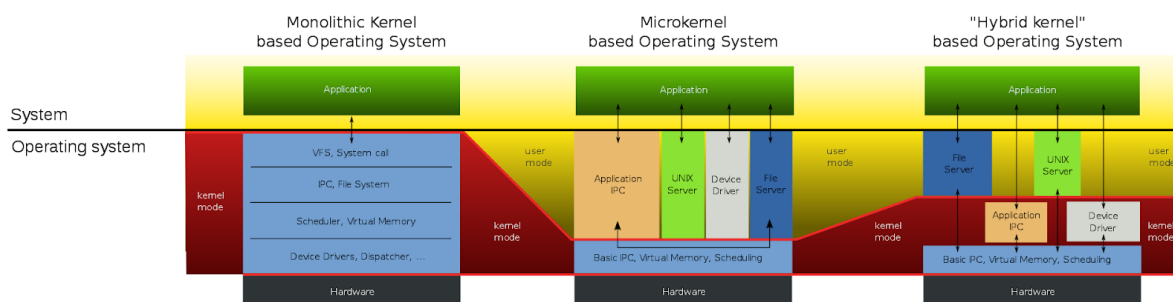 Monolithic Kernel
based Operating System
Microkernel
based Operating System
"Hybrid kernel"
based Operating System
Application
Application
Application
System
Operating system
kernel
mode
VFS, System call
IPC, File System
Scheduler, Virtual Memory
Device Drivers, Dispatcher, ...
Hardware
user
mode
kernel
mode
Application
IPC
UNIX
Server
Device
Driver
File
Server
Basic IPC, Virtual Memory, Scheduling
Hardware
user
mode
kernel
mode
File
Server
UNIX
Server
Application
IPC
Device
Driver
Basic IPC, Virtual Memory, Scheduling
Hardware
user
mode
kernel
mode